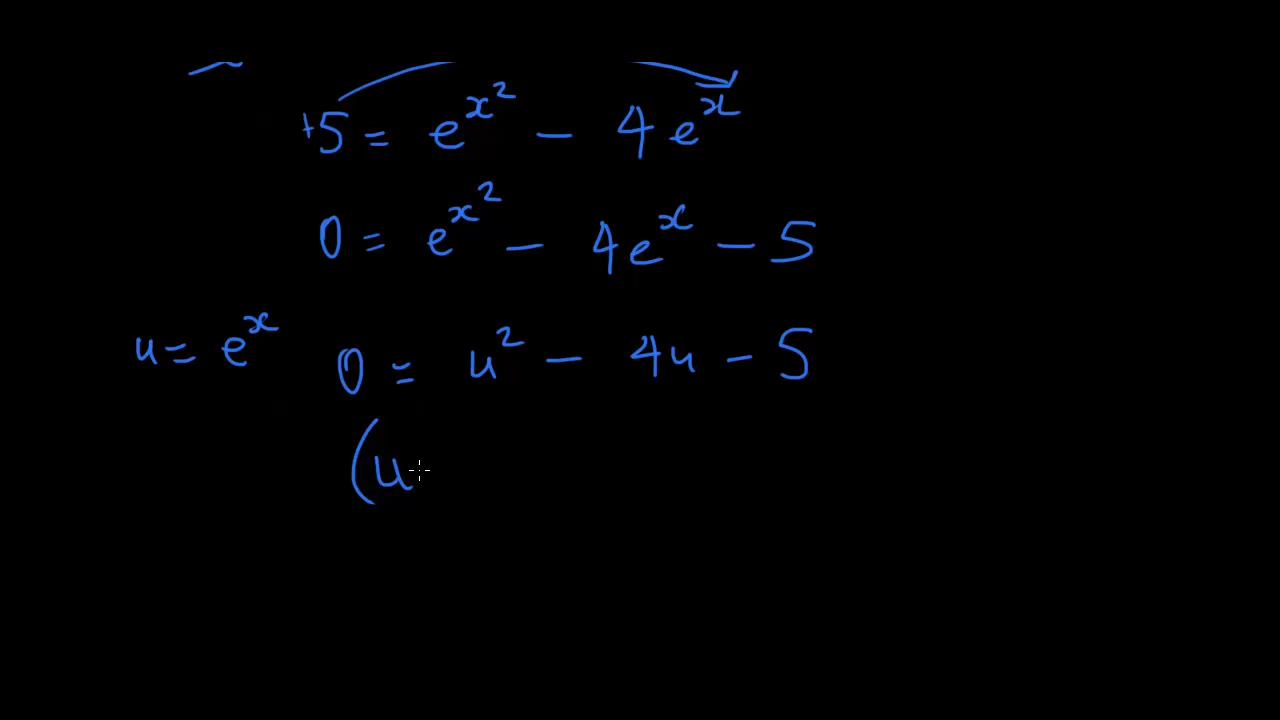 +5 = e^{x^2} - 4e^x
0 = e^{x^2} - 4e^x - 5
u = e^x 0 = u^2 - 4u - 5
(u